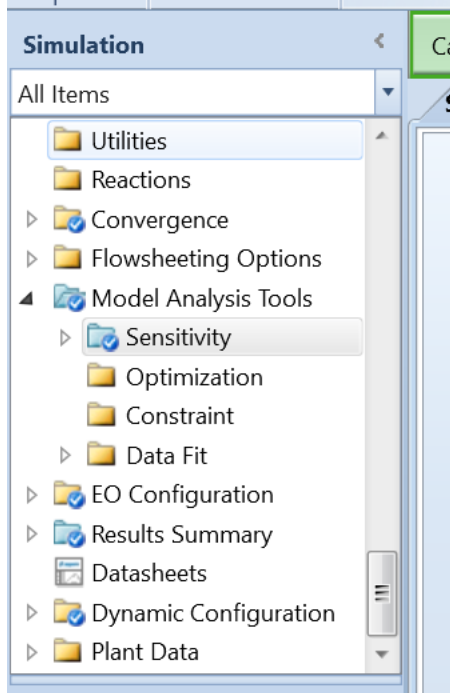 Simulation
All Items
Utilities
Reactions
Convergence
Flowsheeting Options
Model Analysis Tools
Sensitivity
Optimization
Constraint
Data Fit
EO Configuration
Results Summary
Datasheets
Dynamic Configuration
Plant Data